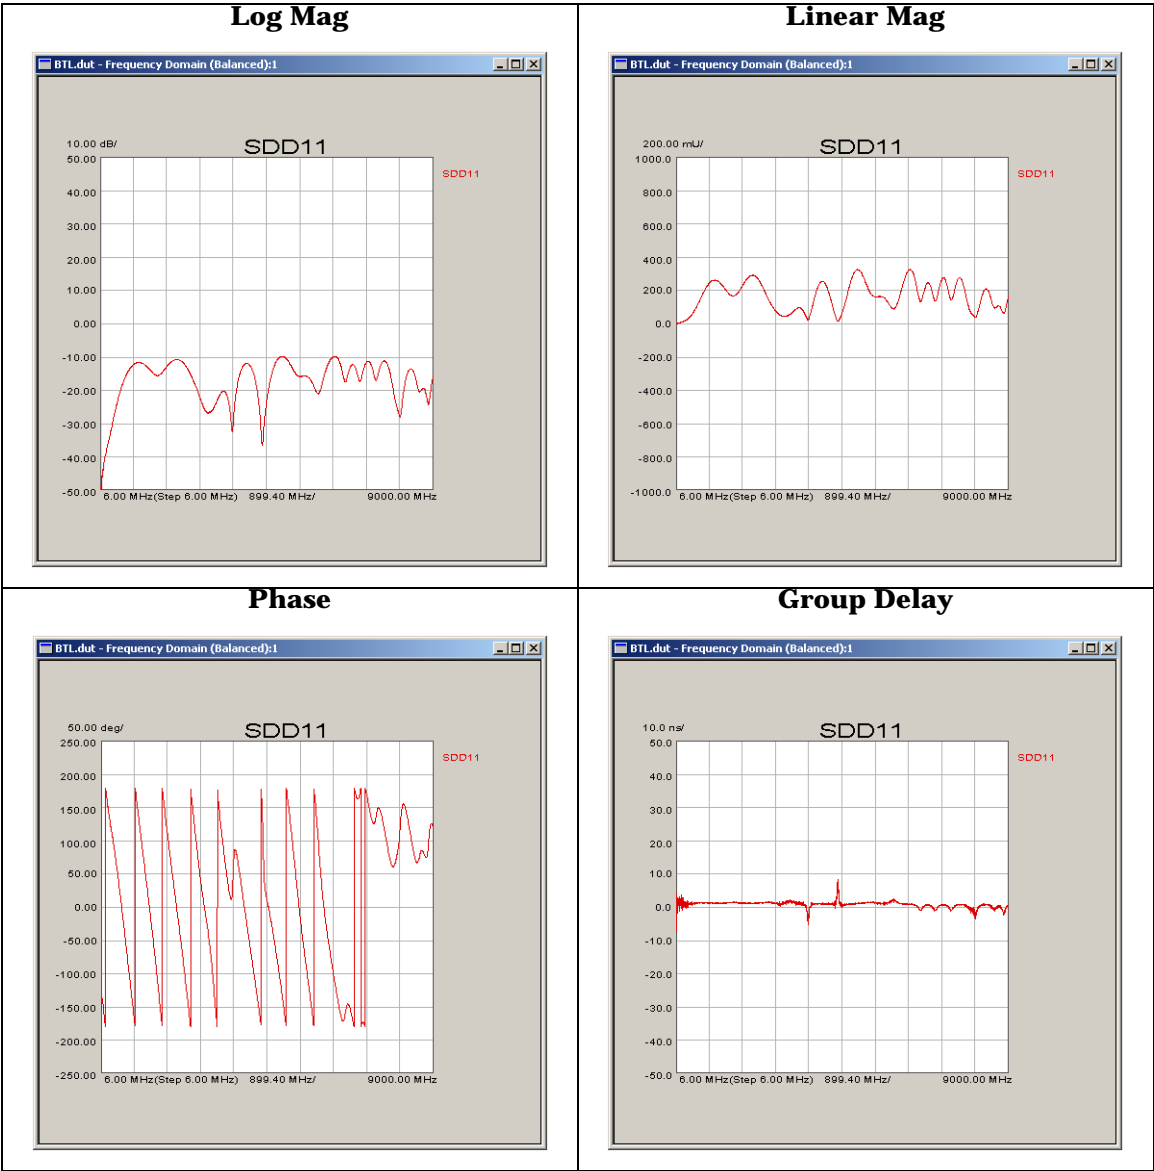 Log Mag
BTL.dut - Frequency Domain (Balanced):1
10.00 dB/
SDD11
SDD11
50.00
40.00
30.00
20.00
10.00
0.00
-10.00
-20.00
-30.00
-40.00
-50.00
6.00 MHz(Step 6.00 MHz) 899.40 MHz/ 9000.00 MHz
Linear Mag
BTL.dut - Frequency Domain (Balanced):1
200.00 mU/
SDD11
SDD11
1000.0
800.0
600.0
400.0
200.0
0.0
-200.0
-400.0
-600.0
-800.0
-1000.0
6.00 MHz(Step 6.00 MHz) 899.40 MHz/ 9000.00 MHz
Phase
BTL.dut - Frequency Domain (Balanced):1
50.00 deg/
SDD11
SDD11
250.00
200.00
150.00
100.00
50.00
0.00
-50.00
-100.00
-150.00
-200.00
-250.00
6.00 MHz(Step 6.00 MHz) 899.40 MHz/ 9000.00 MHz
Group Delay
BTL.dut - Frequency Domain (Balanced):1
10.0 ns/
SDD11
SDD11
50.0
40.0
30.0
20.0
10.0
0.0
-10.0
-20.0
-30.0
-40.0
-50.0
6.00 MHz(Step 6.00 MHz) 899.40 MHz/ 9000.00 MHz